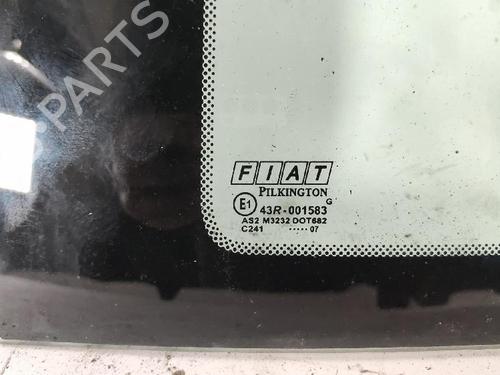 PARTS
FIAT
PILKINGTON
E1 43R-001583 G
AS2 M3232 DOT682
C241 ····· 07